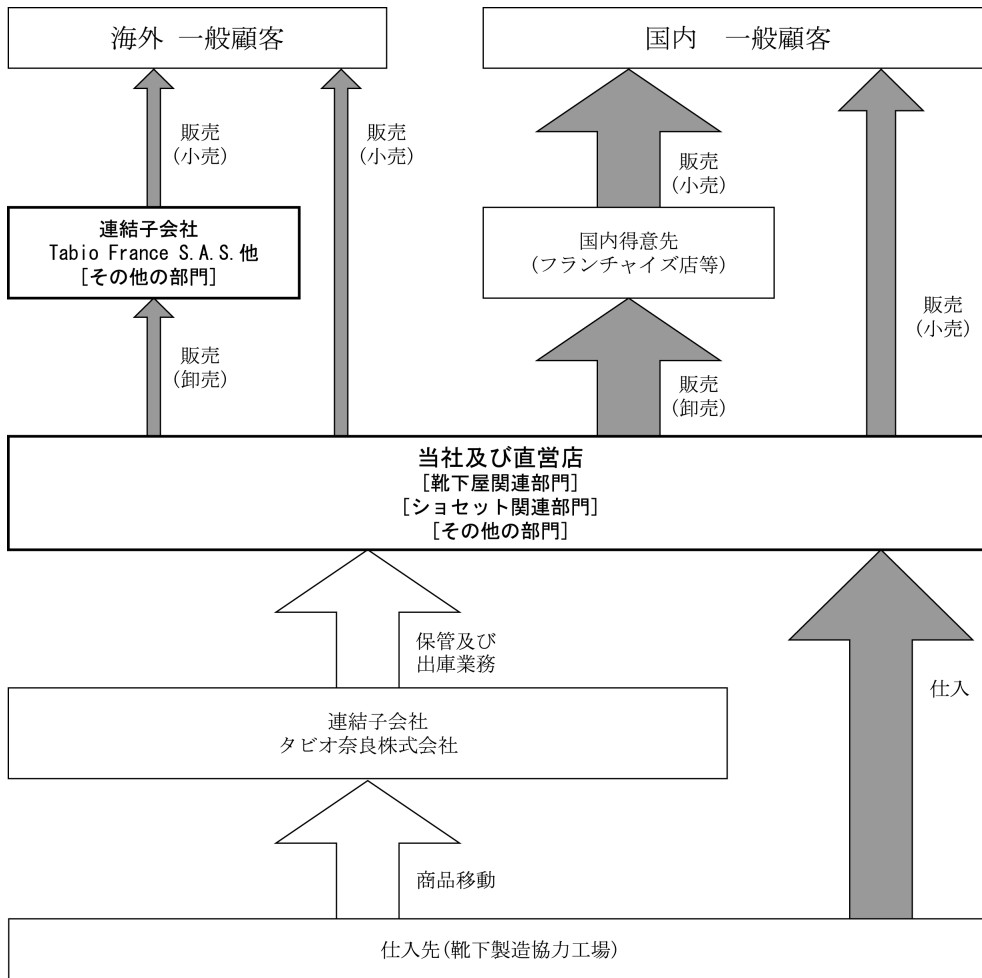 海外 一般顧客
国内 一般顧客
販売
(小売)
販売
(小売)
販売
(小売)
連結子会社
Tabio France S.A.S.他
[その他の部門]
国内得意先
(フランチャイズ店等)
販売
(小売)
販売
(卸売)
販売
(卸売)
当社及び直営店
[靴下屋関連部門]
[ショセット関連部門]
[その他の部門]
保管及び
出庫業務
仕入
連結子会社
タビオ奈良株式会社
商品移動
仕入先(靴下製造協力工場)